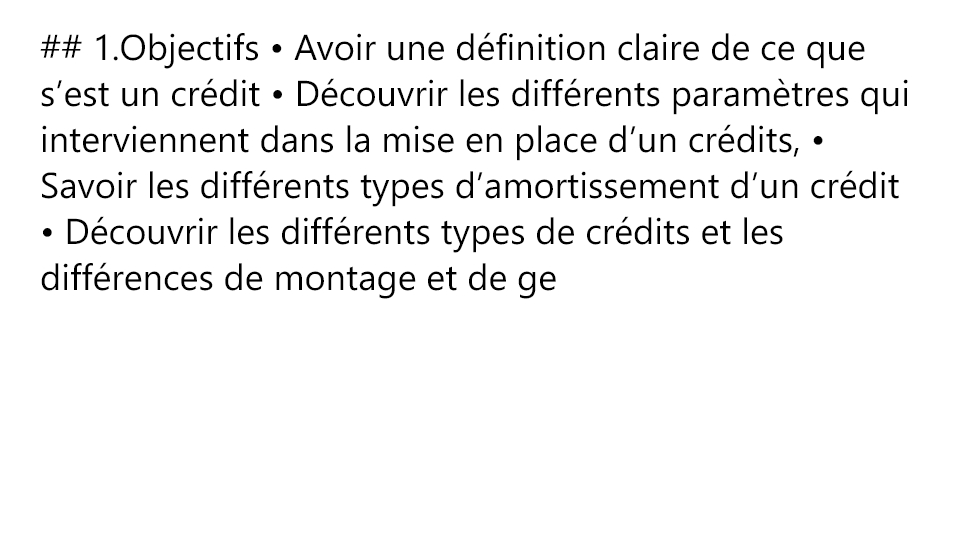 ## 1.Objectifs • Avoir une définition claire de ce que
s’est un crédit • Découvrir les différents paramètres qui
interviennent dans la mise en place d’un crédits, •
Savoir les différents types d’amortissement d’un crédit
• Découvrir les différents types de crédits et les
différences de montage et de ge